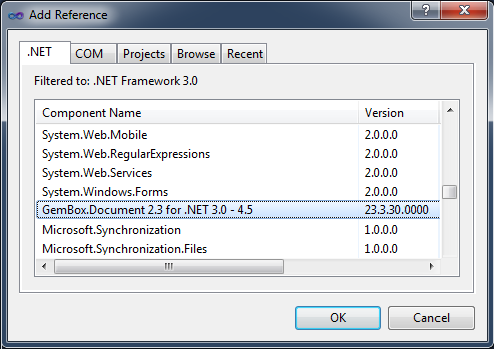 Add Reference
.NET COM Projects Browse Recent
Filtered to: .NET Framework 3.0
Component Name Version
System.Web.Mobile 2.0.0.0
System.Web.RegularExpressions 2.0.0.0
System.Web.Services 2.0.0.0
System.Windows.Forms 2.0.0.0
GemBox.Document 2.3 for .NET 3.0 - 4.5 23.3.30.0000
Microsoft.Synchronization 1.0.0.0
Microsoft.Synchronization.Files 1.0.0.0
OK Cancel